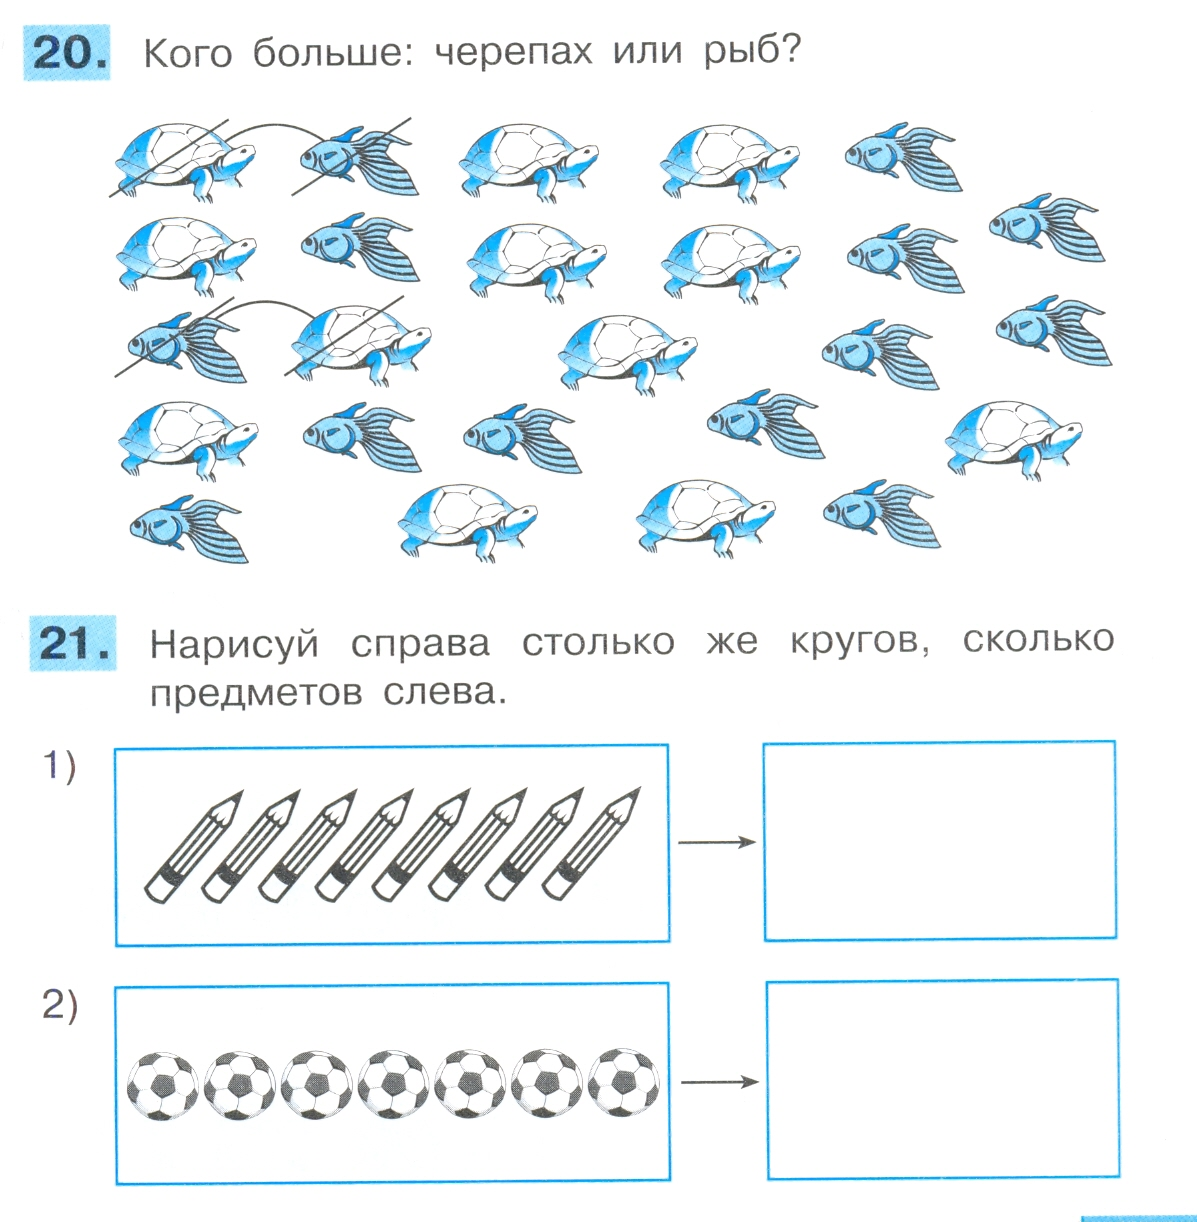 20. Кого больше: черепах или рыб?
21. Нарисуй справа столько же кругов, сколько
предметов слева.
1)
2)